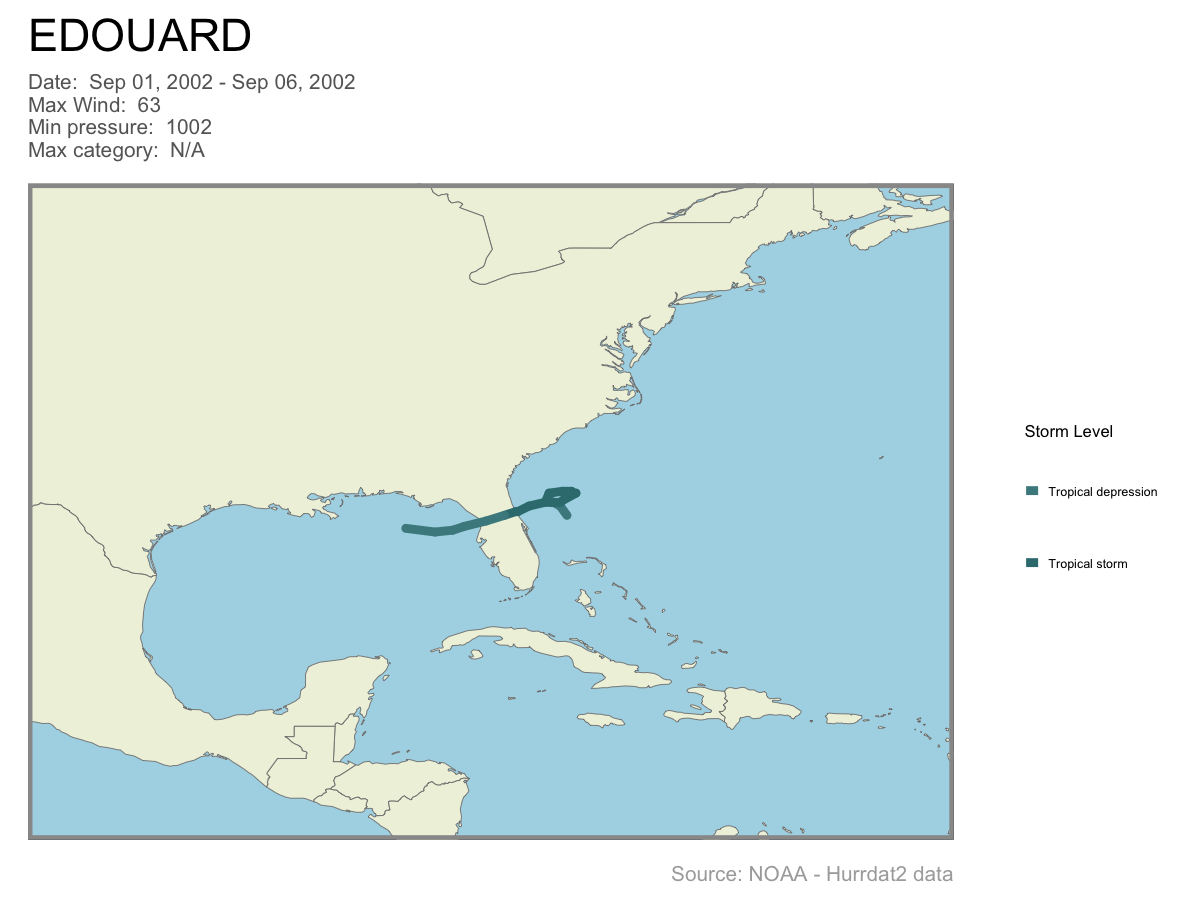 EDOUARD
Date:  Sep 01, 2002 - Sep 06, 2002
Max Wind:  63
Min pressure:  1002
Max category:  N/A
Storm Level
Tropical depression
Tropical storm
Source: NOAA - Hurrdat2 data